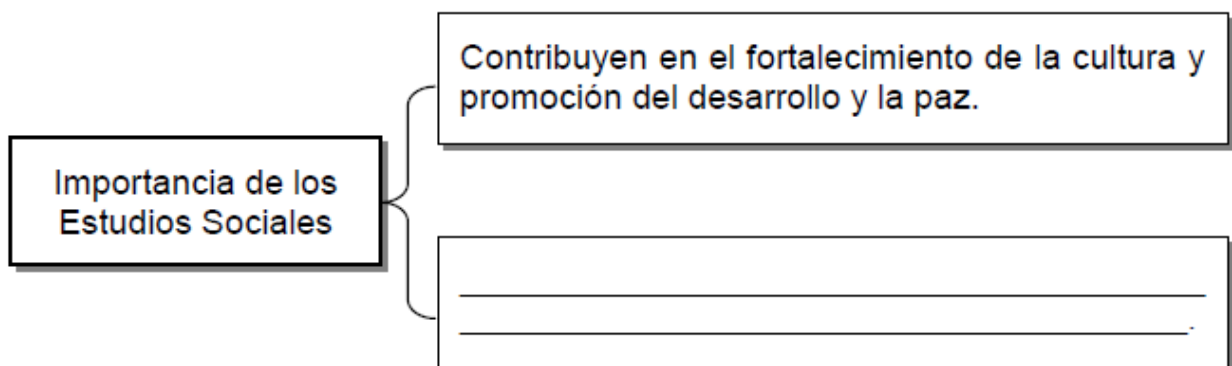 Contribuyen en el fortalecimiento de la cultura y
promoción del desarrollo y la paz.
Importancia de los
Estudios Sociales